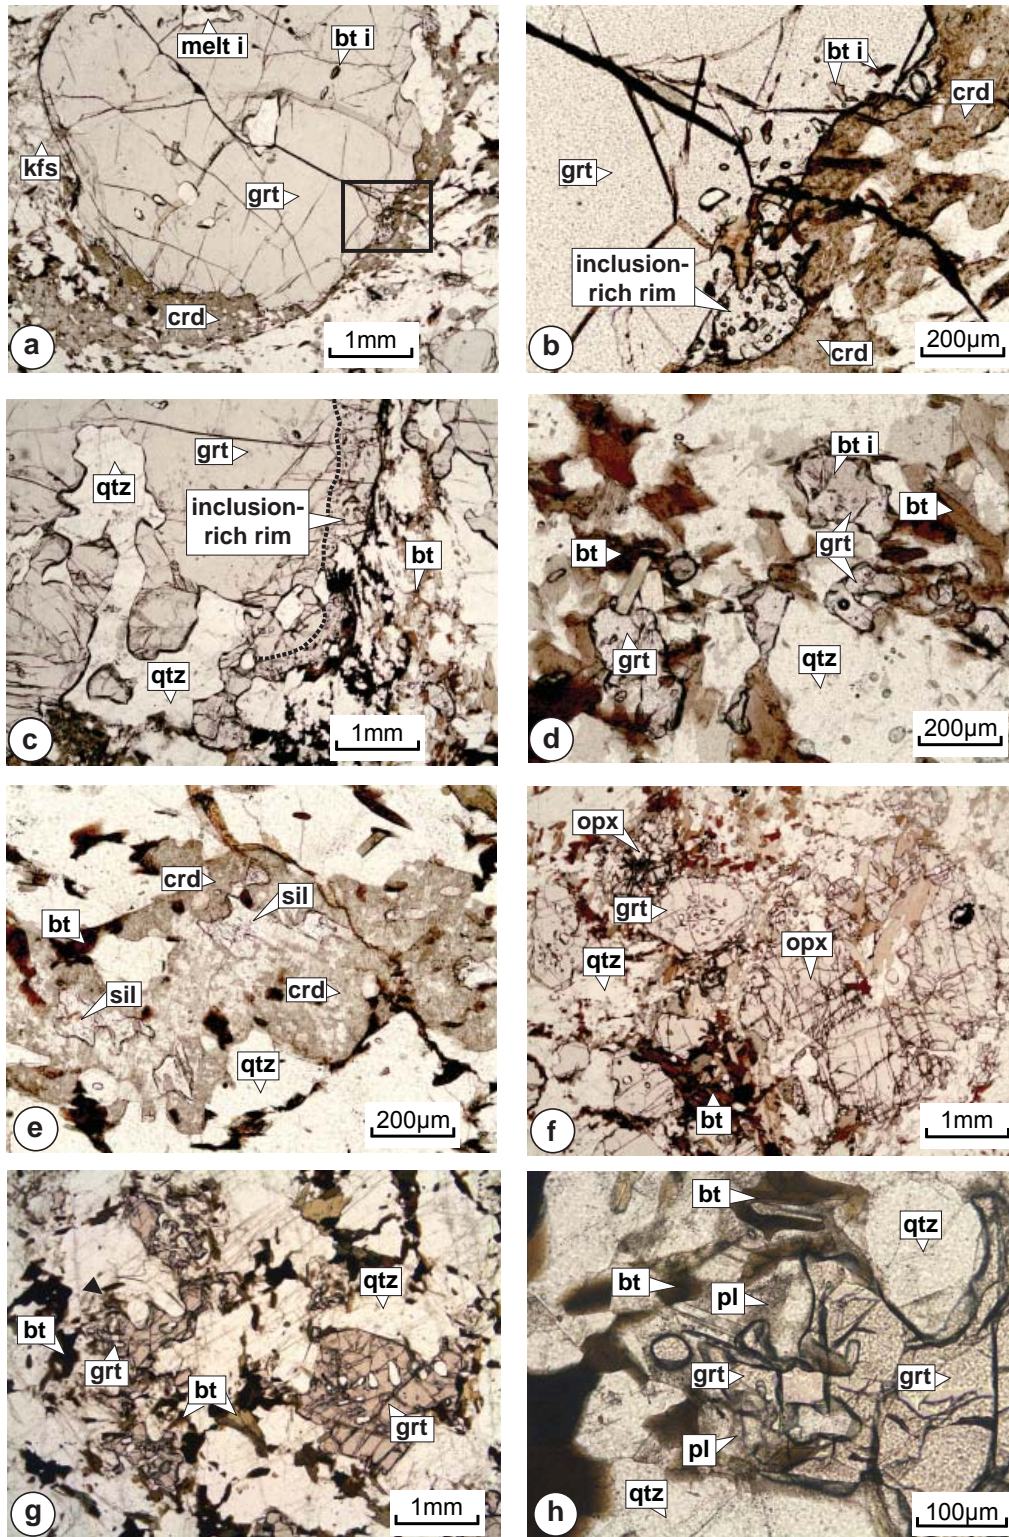 melt i
bt i
kfs
grt
crd
a
1mm
bt i
crd
grt
inclusion-
rich rim
crd
b
200µm
grt
qtz
inclusion-
rich rim
bt
qtz
c
1mm
bt i
bt
grt
bt
grt
qtz
d
200µm
crd
sil
bt
sil
crd
qtz
e
200µm
opx
grt
opx
qtz
bt
f
1mm
qtz
bt
grt
bt
grt
g
1mm
bt
qtz
bt
pl
grt
grt
pl
qtz
h
100µm